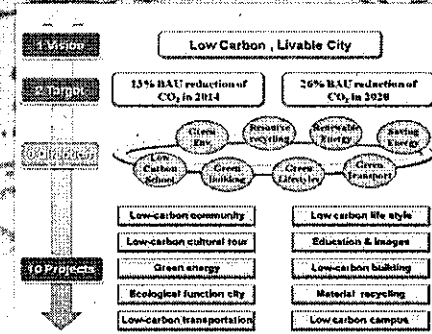 1 Vision
Low Carbon , Livable City
2 Target
13% BAU reduction of
CO₂ in 2014
26% BAU reduction of
CO₂ in 2020
Green
Env.
Resource
recycling
Renewable
Energy
Saving
Energy
Low
Carbon
School
Green
Building
Green
Lifestyles
Green
Transport
Low-carbon community
Low carbon life style
Low-carbon cultural tour
Education & images
10 Projects
Green energy
Low-carbon building
Ecological function city
Material recycling
Low-carbon transportation
Low carbon campus